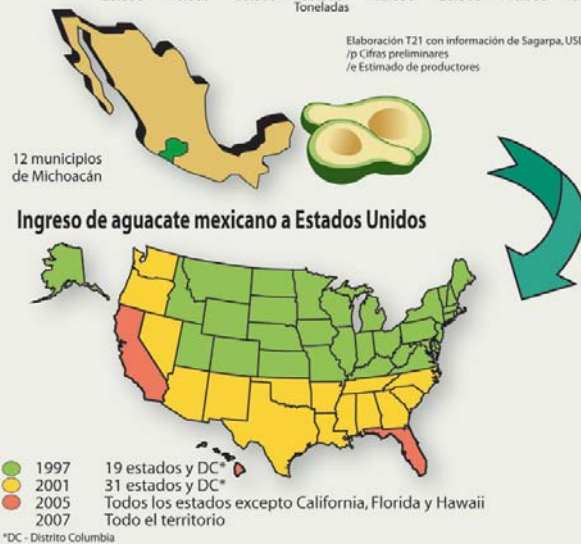 Toneladas
Elaboración T21 con información de Sagarpa, USD
/p Cifras preliminares
/e Estimado de productores
12 municipios
de Michoacán
Ingreso de aguacate mexicano a Estados Unidos
1997 19 estados y DC*
2001 31 estados y DC*
2005 Todos los estados excepto California, Florida y Hawaii
2007 Todo el territorio
*DC - Distrito Columbia